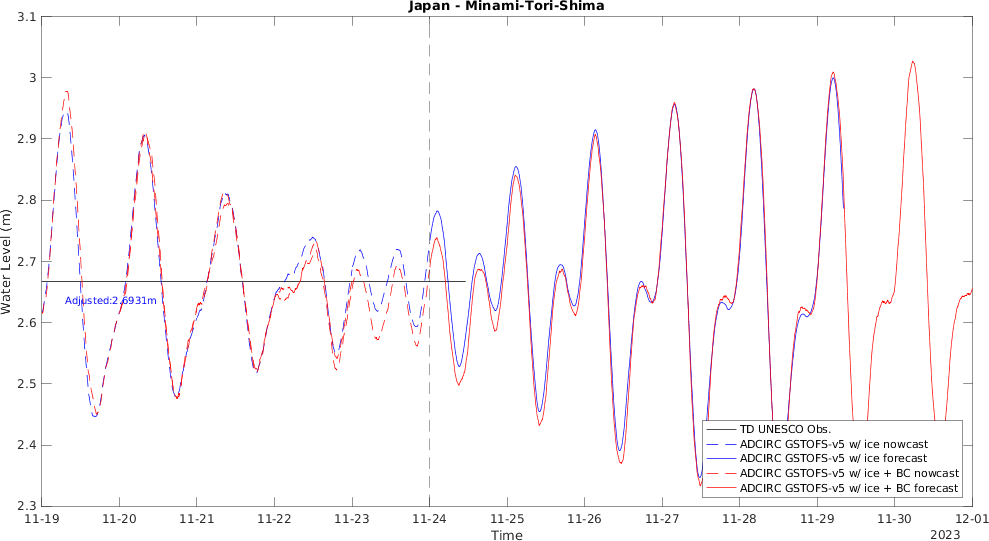 Japan - Minami-Tori-Shima
3.1
3
2.9
2.8
2.7
2.6
2.5
2.4
2.3
Water Level (m)
Adjusted:2.6931m
TD UNESCO Obs.
ADCIRC GSTOFS-v5 w/ ice nowcast
ADCIRC GSTOFS-v5 w/ ice forecast
ADCIRC GSTOFS-v5 w/ ice + BC nowcast
ADCIRC GSTOFS-v5 w/ ice + BC forecast
11-19 11-20 11-21 11-22 11-23 11-24 11-25 11-26 11-27 11-28 11-29 11-30 12-01
Time
2023